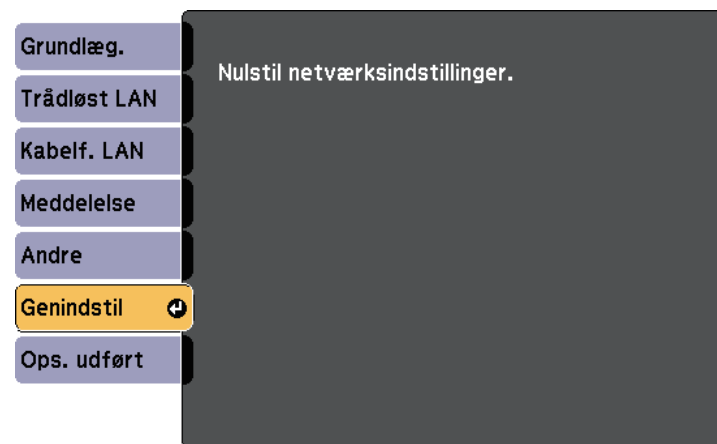 Grundlæg.
Trådløst LAN
Kabelf. LAN
Meddelelse
Andre
Genindstil
Ops. udført
Nulstil netværksindstillinger.